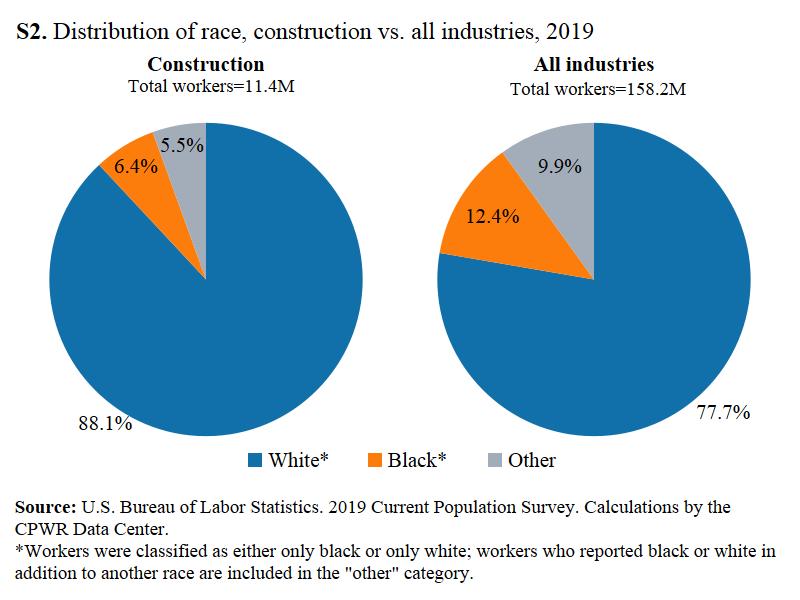 S2. Distribution of race, construction vs. all industries, 2019
Construction
Total workers=11.4M
All industries
Total workers=158.2M
5.5%
6.4%
88.1%
9.9%
12.4%
77.7%
White*
Black*
Other
Source: U.S. Bureau of Labor Statistics. 2019 Current Population Survey. Calculations by the
CPWR Data Center.
*Workers were classified as either only black or only white; workers who reported black or white in
addition to another race are included in the "other" category.